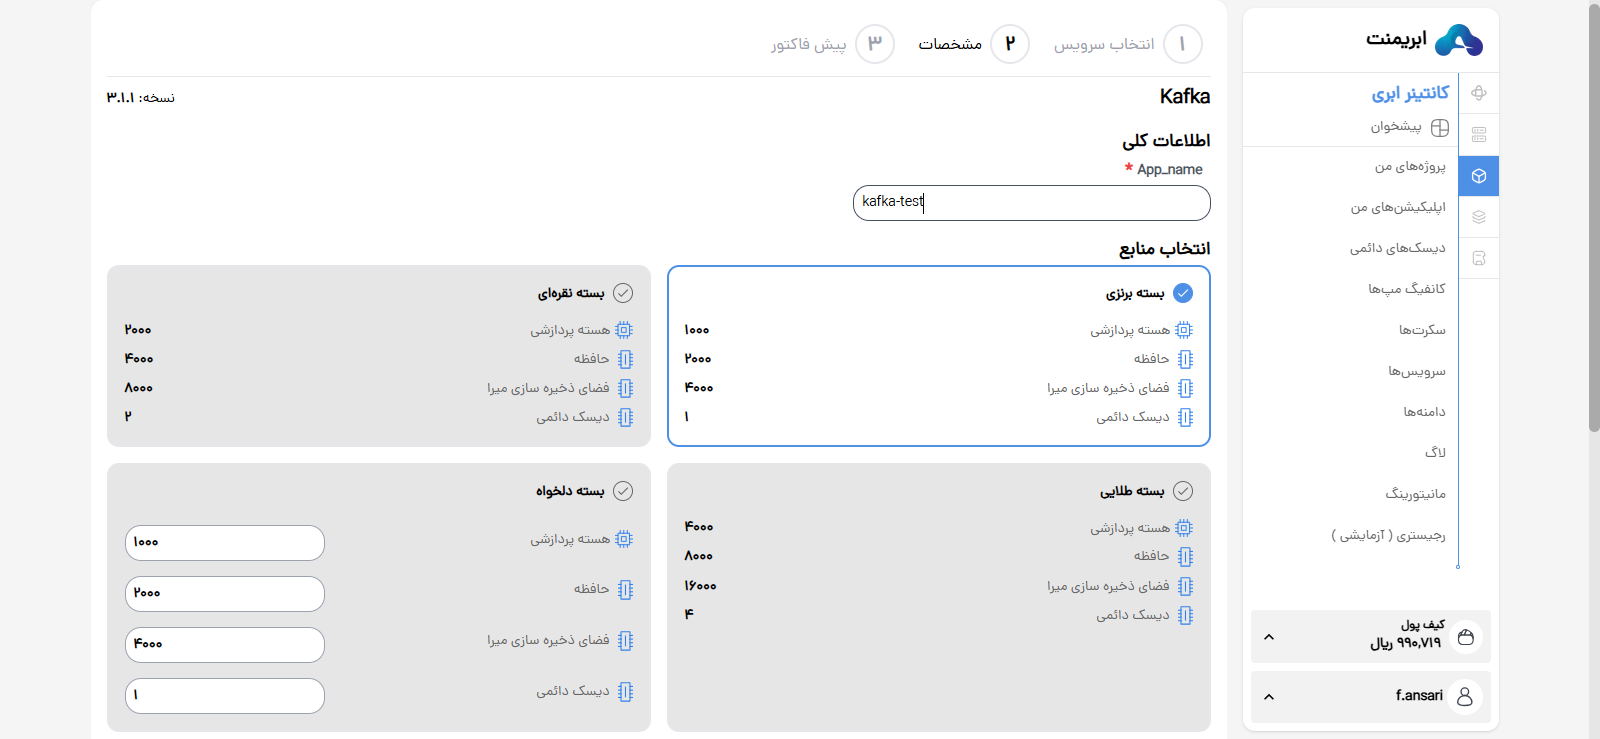 ابریمنت
کانتینر ابری
پیشخوان
پروژه‌های من
اپلیکیشن‌های من
دیسک‌های دائمی
کانفیگ مپ‌ها
سکرت‌ها
سرویس‌ها
دامنه‌ها
لاگ
مانیتورینگ
رجیستری ( آزمایشی )
کیف پول
۹۹۰,۷۱۹ ریال
f.ansari
۱ انتخاب سرویس ۲ مشخصات ۳ پیش فاکتور
Kafka
نسخه: ۳.۱.۱
اطلاعات کلی
App_name *
kafka-test
انتخاب منابع
بسته برنزی
هسته پردازشی ۱۰۰۰
حافظه ۲۰۰۰
فضای ذخیره سازی میرا ۴۰۰۰
دیسک دائمی ۱
بسته نقره‌ای
هسته پردازشی ۲۰۰۰
حافظه ۴۰۰۰
فضای ذخیره سازی میرا ۸۰۰۰
دیسک دائمی ۲
بسته طلایی
هسته پردازشی ۴۰۰۰
حافظه ۸۰۰۰
فضای ذخیره سازی میرا ۱۶۰۰۰
دیسک دائمی ۴
بسته دلخواه
هسته پردازشی ۱۰۰۰
حافظه ۲۰۰۰
فضای ذخیره سازی میرا ۴۰۰۰
دیسک دائمی ۱